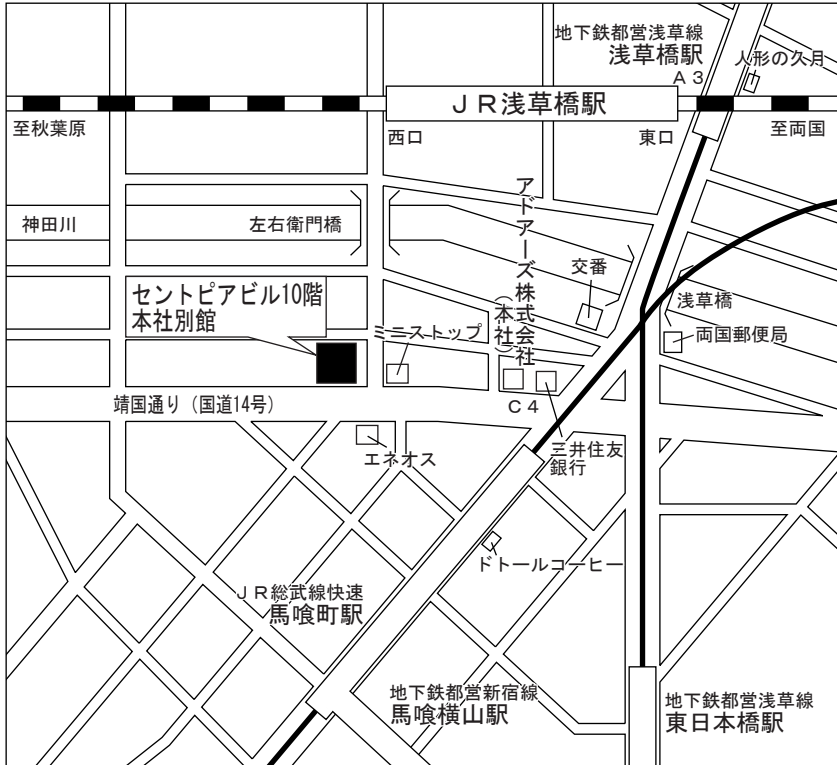 地下鉄都営浅草線
浅草橋駅
A3
人形の久月
JR浅草橋駅
至秋葉原
西口
東口
至両国
神田川
左右衛門橋
アドアーズ株式会社
（本社）
交番
浅草橋
両国郵便局
セントピアビル10階
本社別館
ミニストップ
靖国通り（国道14号）
C4
エネオス
三井住友
銀行
ドトールコーヒー
JR総武線快速
馬喰町駅
地下鉄都営新宿線
馬喰横山駅
地下鉄都営浅草線
東日本橋駅